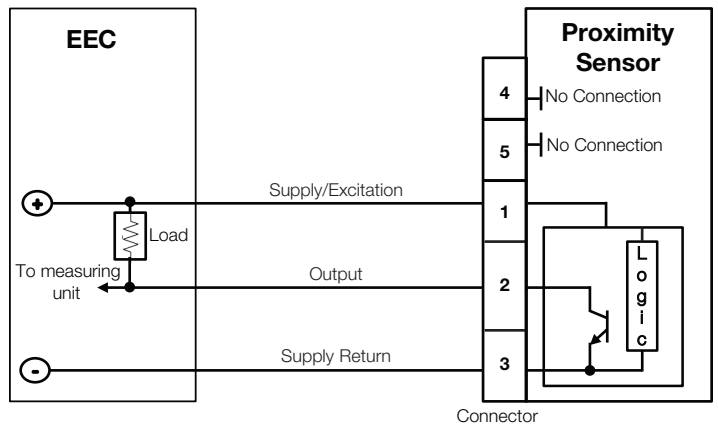 EEC
Proximity
Sensor
4
No Connection
5
No Connection
+
Supply/Excitation
1
Load
To measuring
unit
Output
2
Logic
-
Supply Return
3
Connector